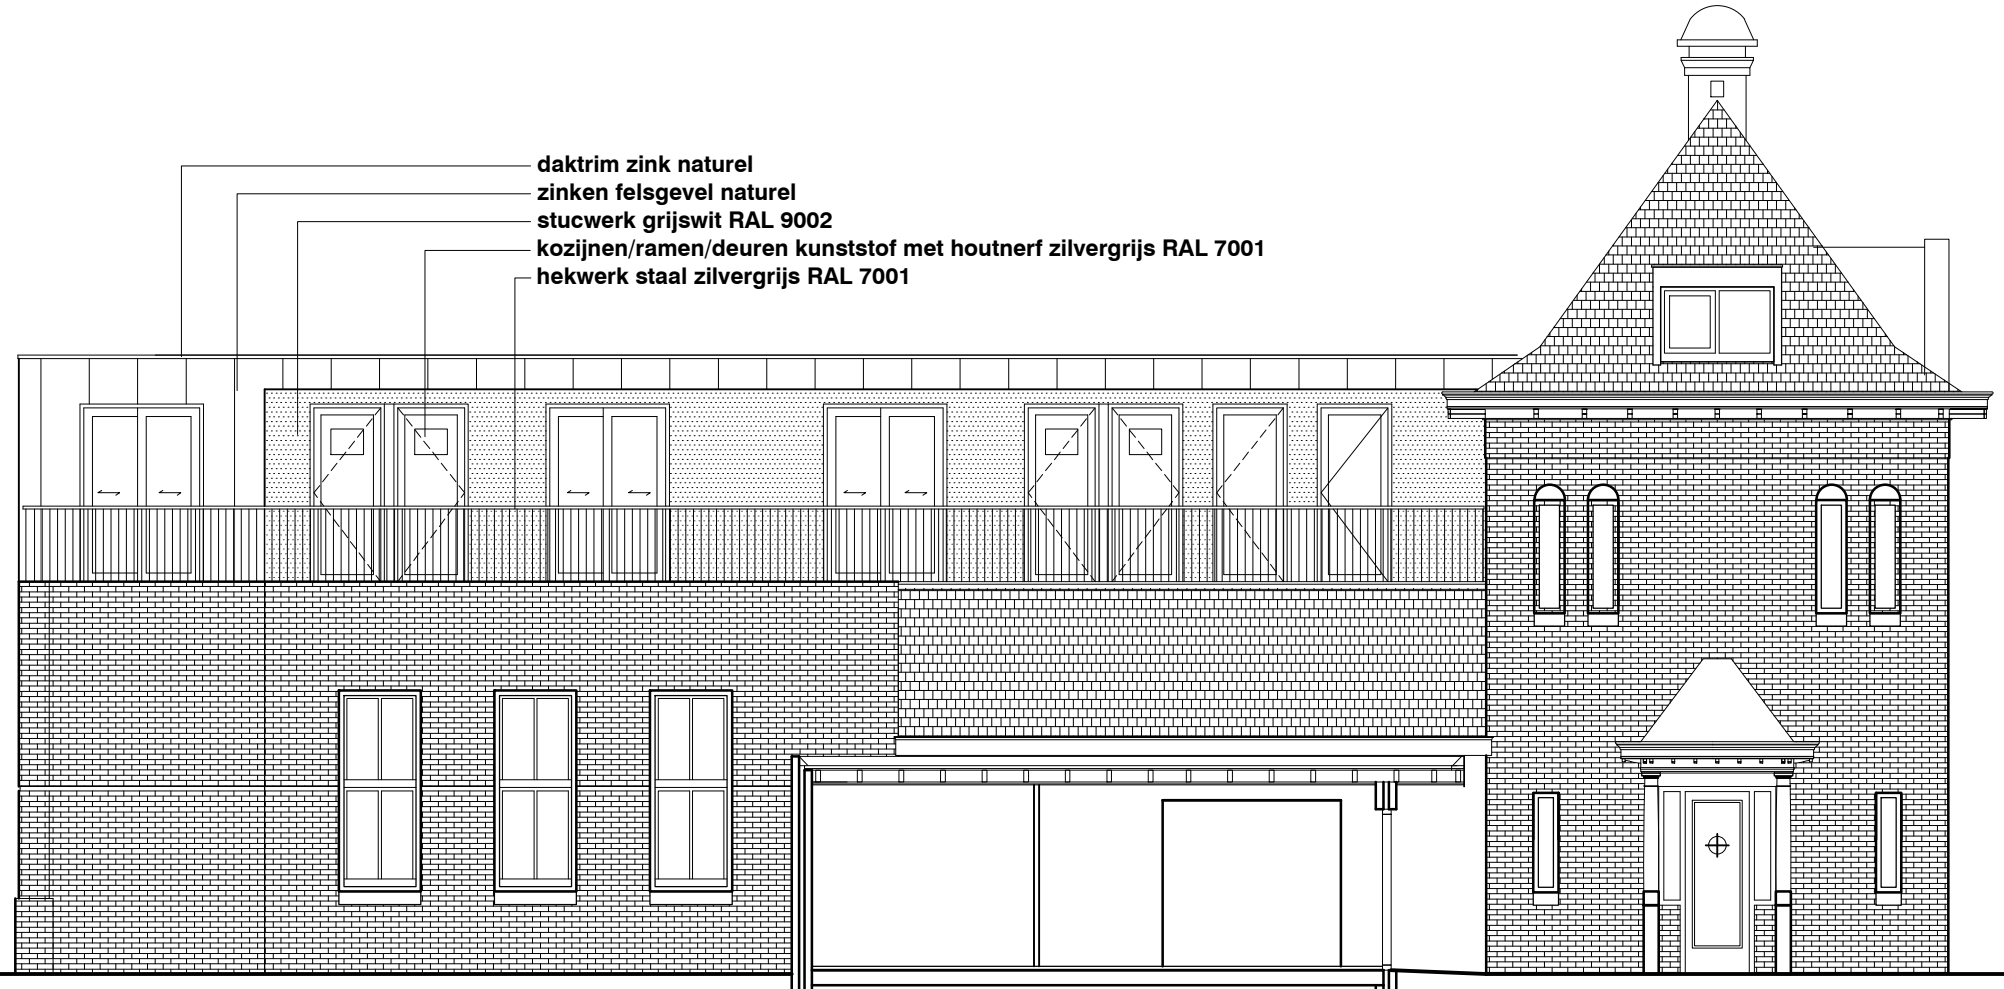 daktrim zink naturel
zinken felsgevel naturel
stucwerk grijswit RAL 9002
kozijnen/ramen/deuren kunststof met houtnerf zilvergrijs RAL 7001
hekwerk staal zilvergrijs RAL 7001